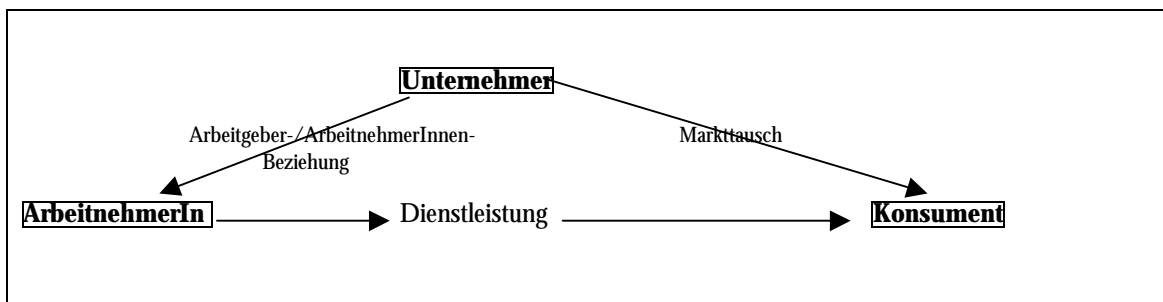 Unternehmer
Arbeitgeber-/ArbeitnehmerInnen-
Beziehung
Markttausch
ArbeitnehmerIn
Dienstleistung
Konsument